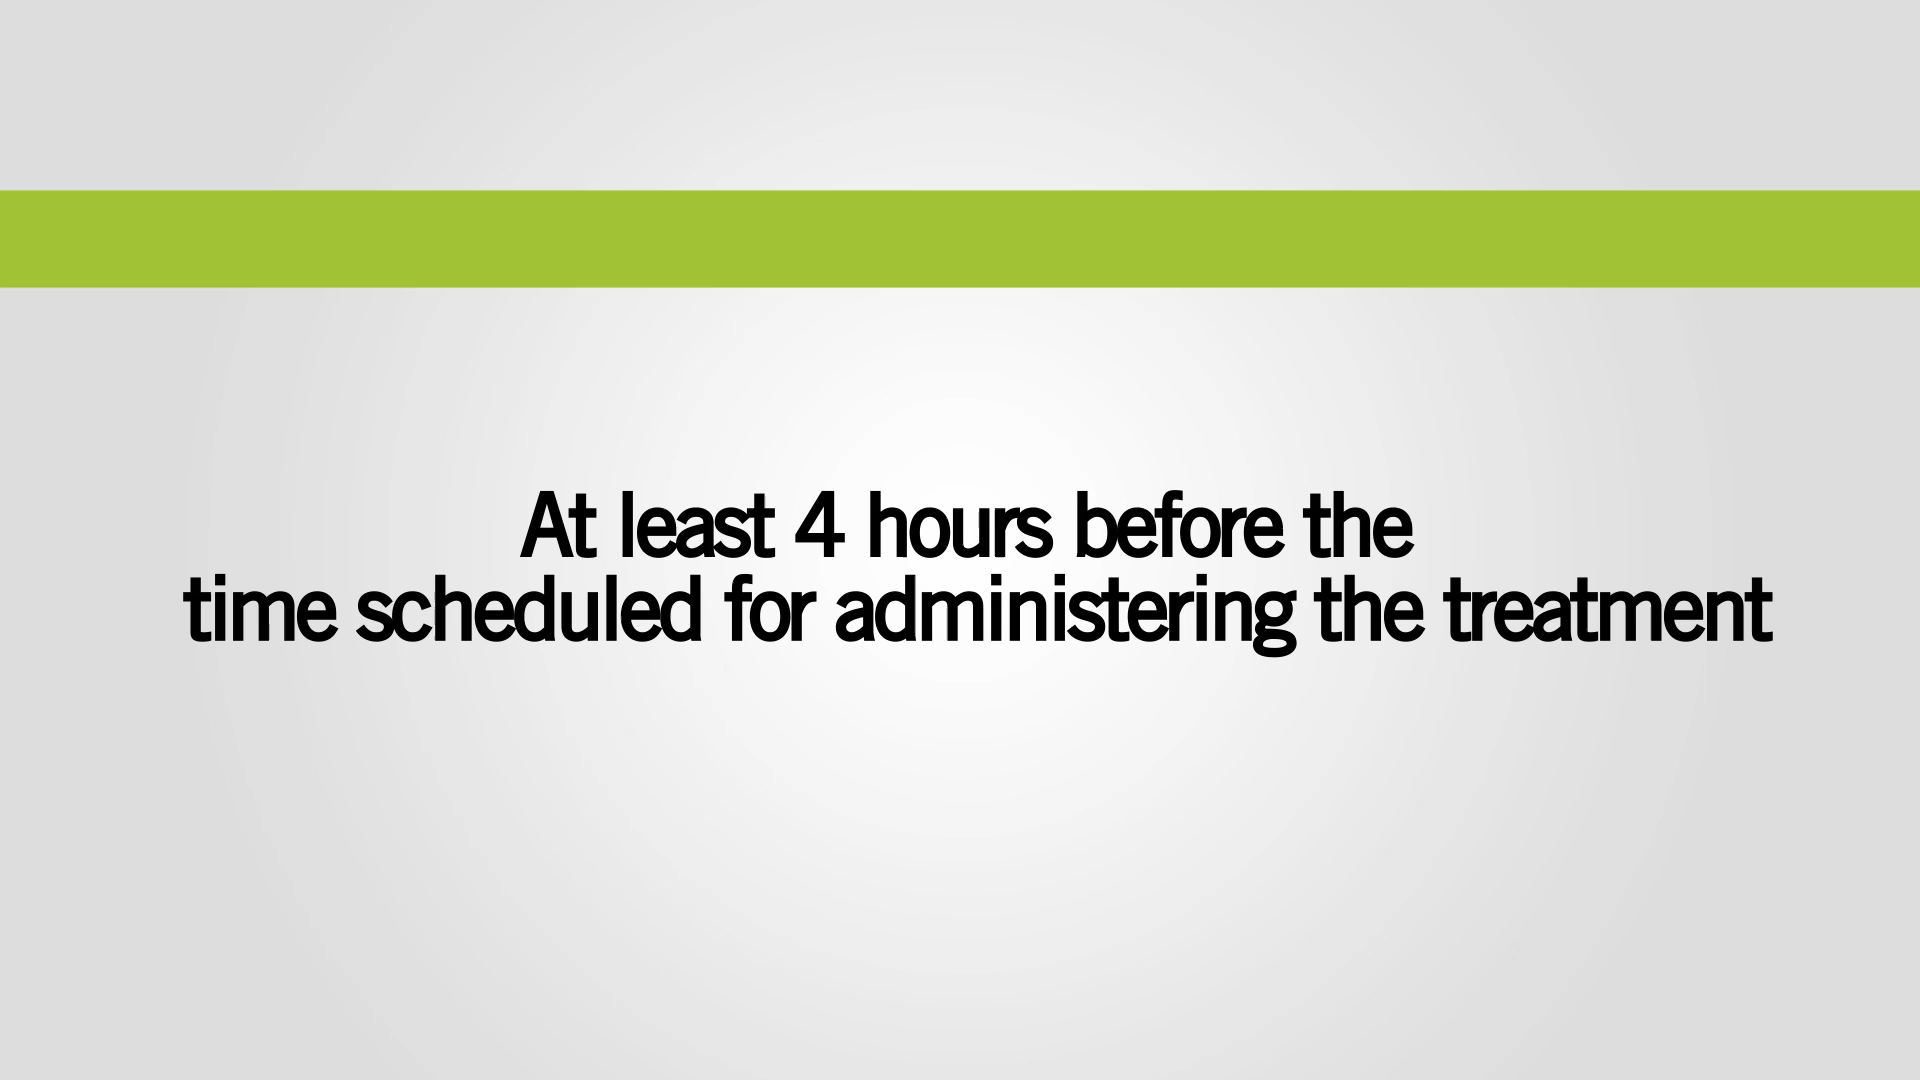 At least 4 hours before the
time scheduled for administering the treatment